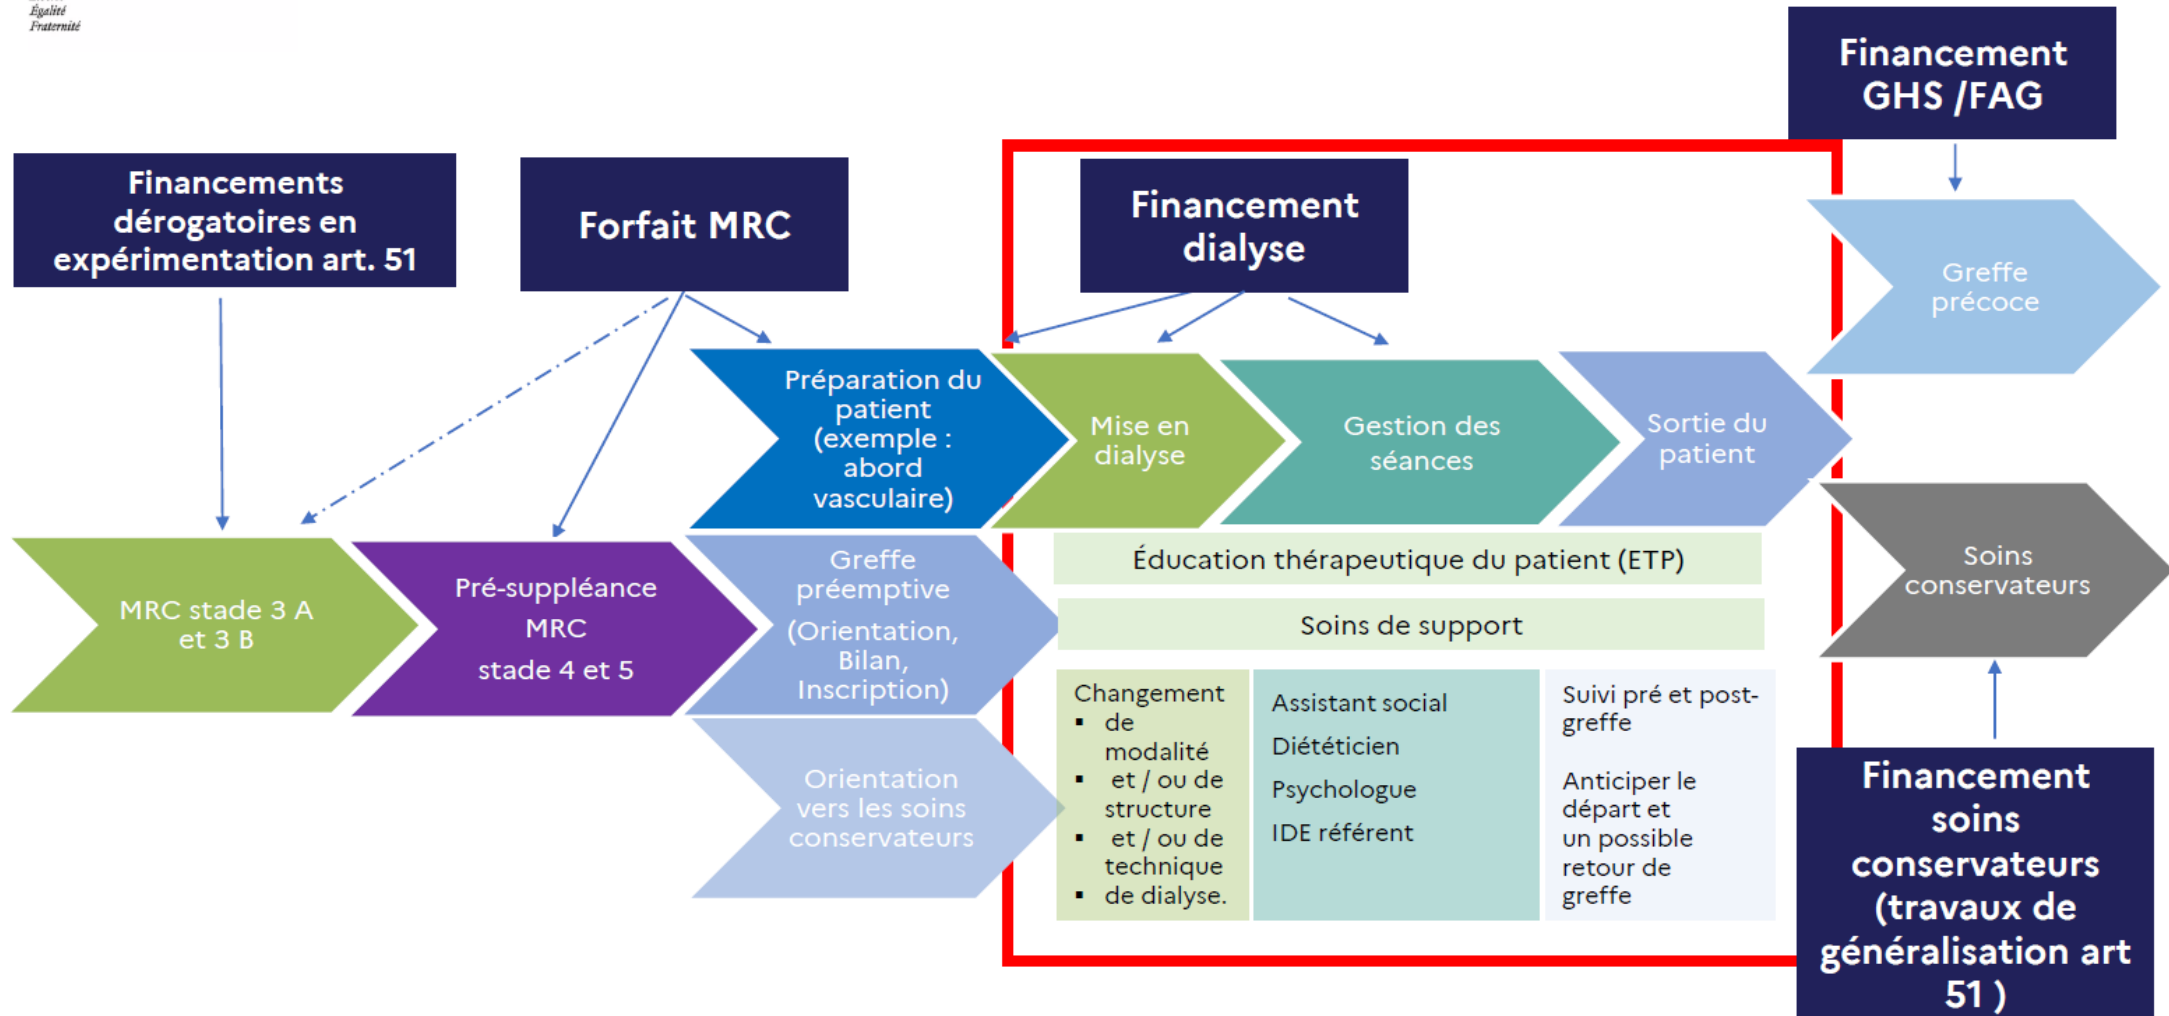 Égalité
Fraternité
Financement
GHS /FAG
Financements
dérogatoires en
expérimentation art. 51
Forfait MRC
Financement
dialyse
Greffe
précoce
Préparation du
patient
(exemple :
abord
vasculaire)
Mise en
dialyse
Gestion des
séances
Sortie du
patient
MRC stade 3 A
et 3 B
Pré-suppléance
MRC
stade 4 et 5
Greffe
préemptive
(Orientation,
Bilan,
Inscription)
Orientation
vers les soins
conservateurs
Éducation thérapeutique du patient (ETP)
Soins de support
Changement
▪ de
modalité
▪ et / ou de
structure
▪ et / ou de
technique
▪ de dialyse.
Assistant social
Diététicien
Psychologue
IDE référent
Suivi pré et post-
greffe
Anticiper le
départ et
un possible
retour de
greffe
Soins
conservateurs
Financement
soins
conservateurs
(travaux de
généralisation art
51 )